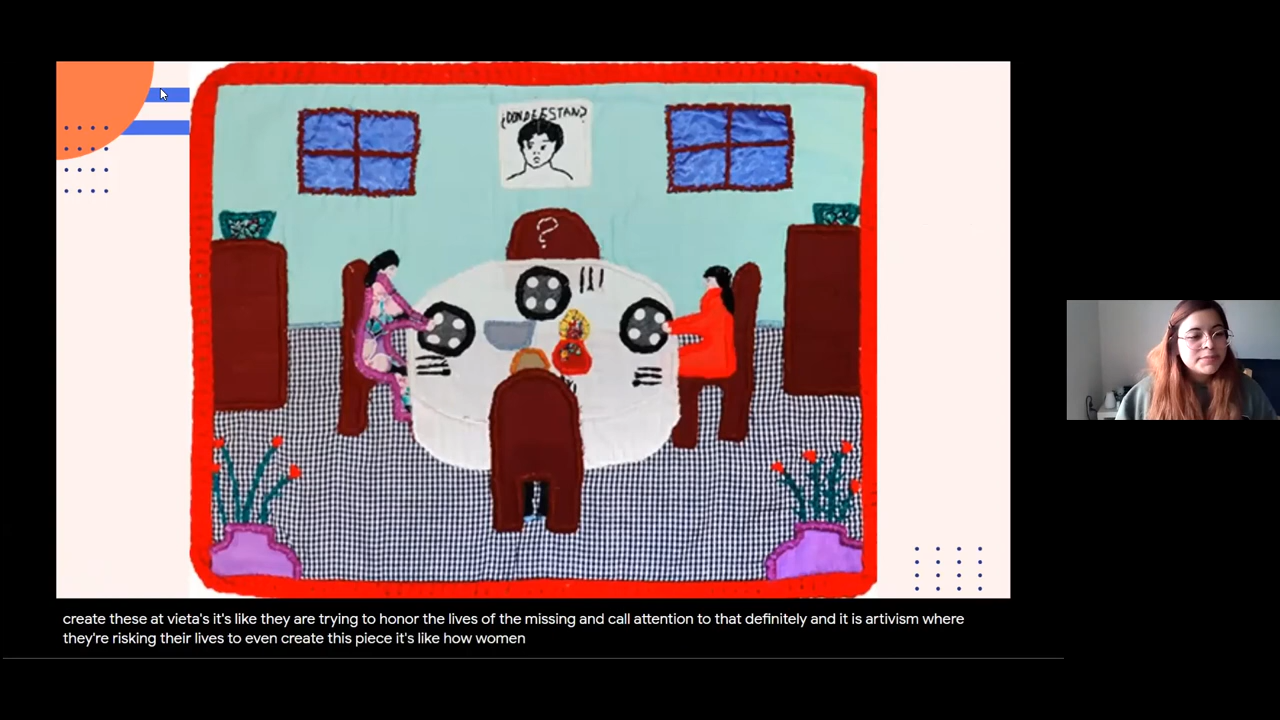 ¿DONDE ESTAN?
?
create these at vieta's it's like they are trying to honor the lives of the missing and call attention to that definitely and it is artivism where
they're risking their lives to even create this piece it's like how women